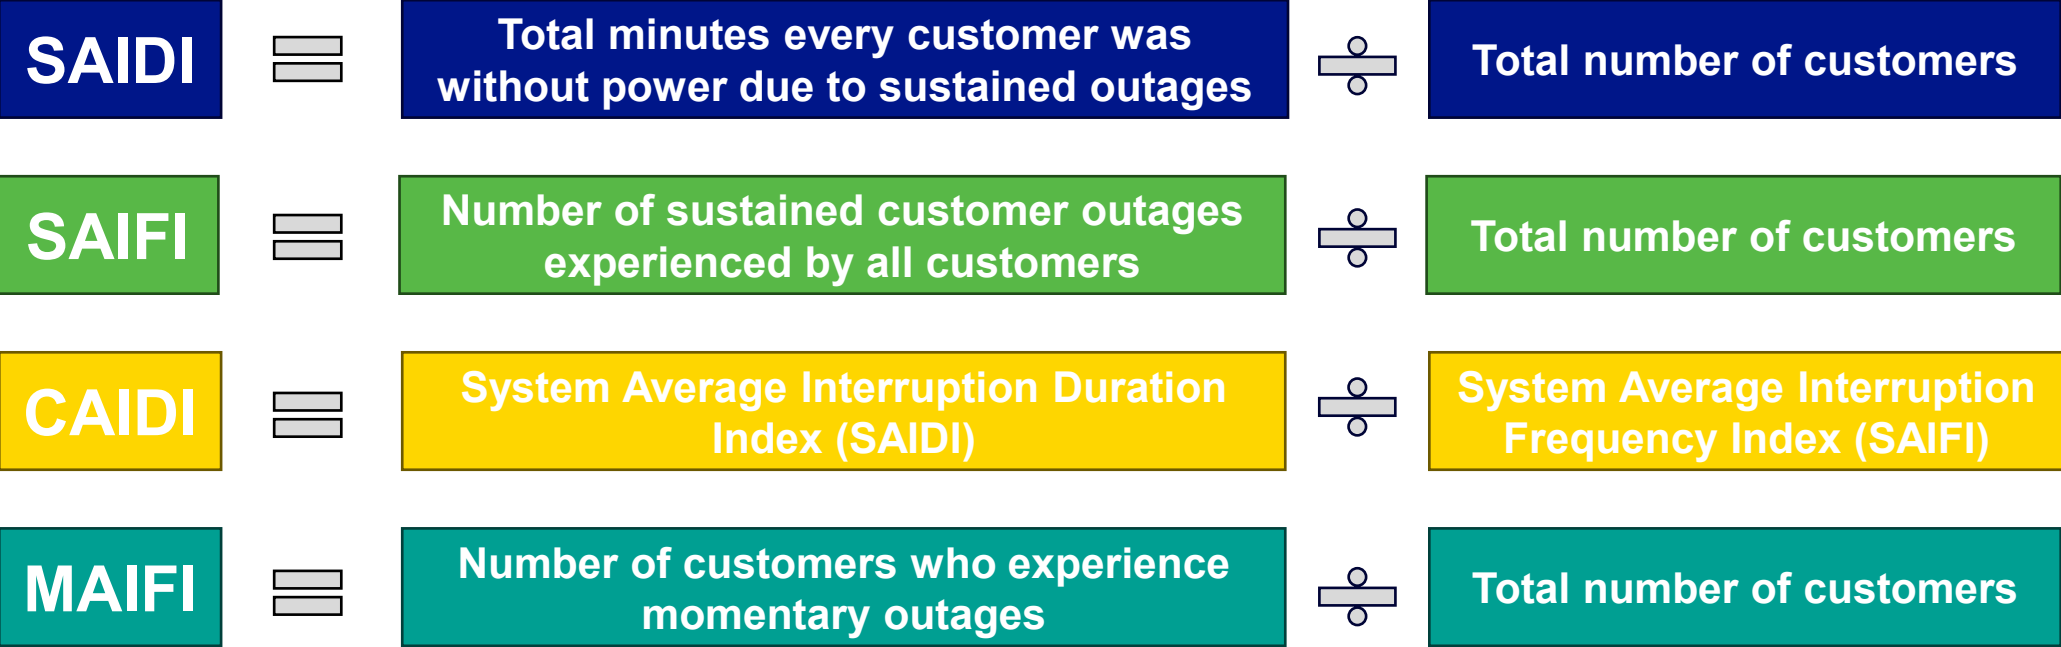 SAIDI
Total minutes every customer was
without power due to sustained outages
Total number of customers
SAIFI
Number of sustained customer outages
experienced by all customers
Total number of customers
CAIDI
System Average Interruption Duration
Index (SAIDI)
System Average Interruption
Frequency Index (SAIFI)
MAIFI
Number of customers who experience
momentary outages
Total number of customers